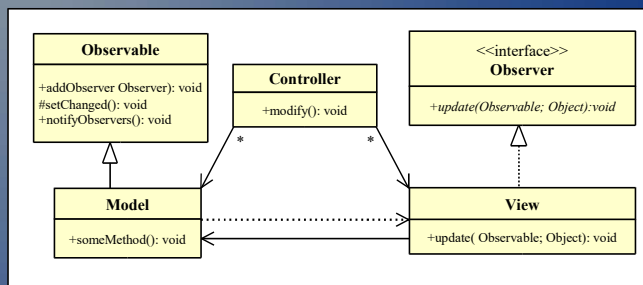 Observable
+addObserver Observer): void
#setChanged(): void
+notifyObservers(): void
Controller
+modify(): void
<<interface>>
Observer
+update(Observable; Object):void
*
*
Model
+someMethod(): void
View
+update( Observable; Object): void